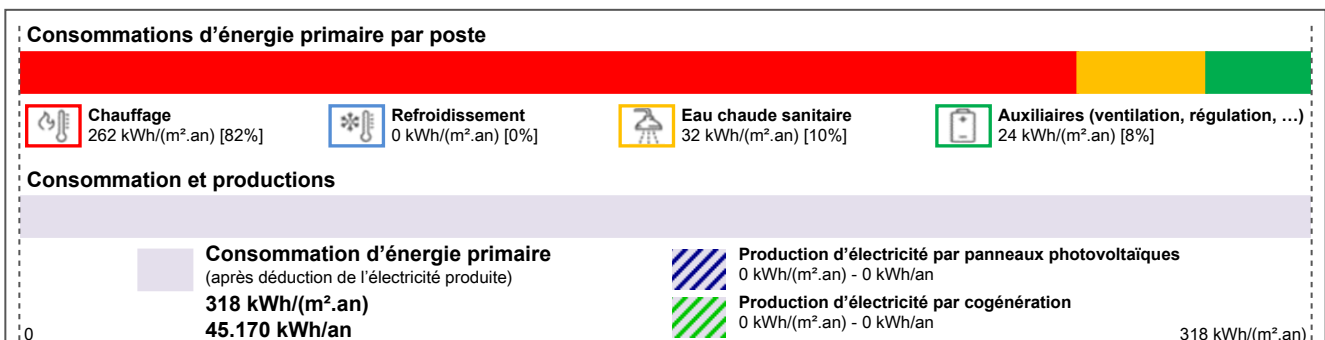 Consommations d’énergie primaire par poste
Chauffage
262 kWh/(m².an) [82%]
Refroidissement
0 kWh/(m².an) [0%]
Eau chaude sanitaire
32 kWh/(m².an) [10%]
Auxiliaires (ventilation, régulation, …)
24 kWh/(m².an) [8%]
Consommation et productions
Consommation d’énergie primaire
(après déduction de l’électricité produite)
318 kWh/(m².an)
45.170 kWh/an
Production d’électricité par panneaux photovoltaïques
0 kWh/(m².an) - 0 kWh/an
Production d’électricité par cogénération
0 kWh/(m².an) - 0 kWh/an
0
318 kWh/(m².an)